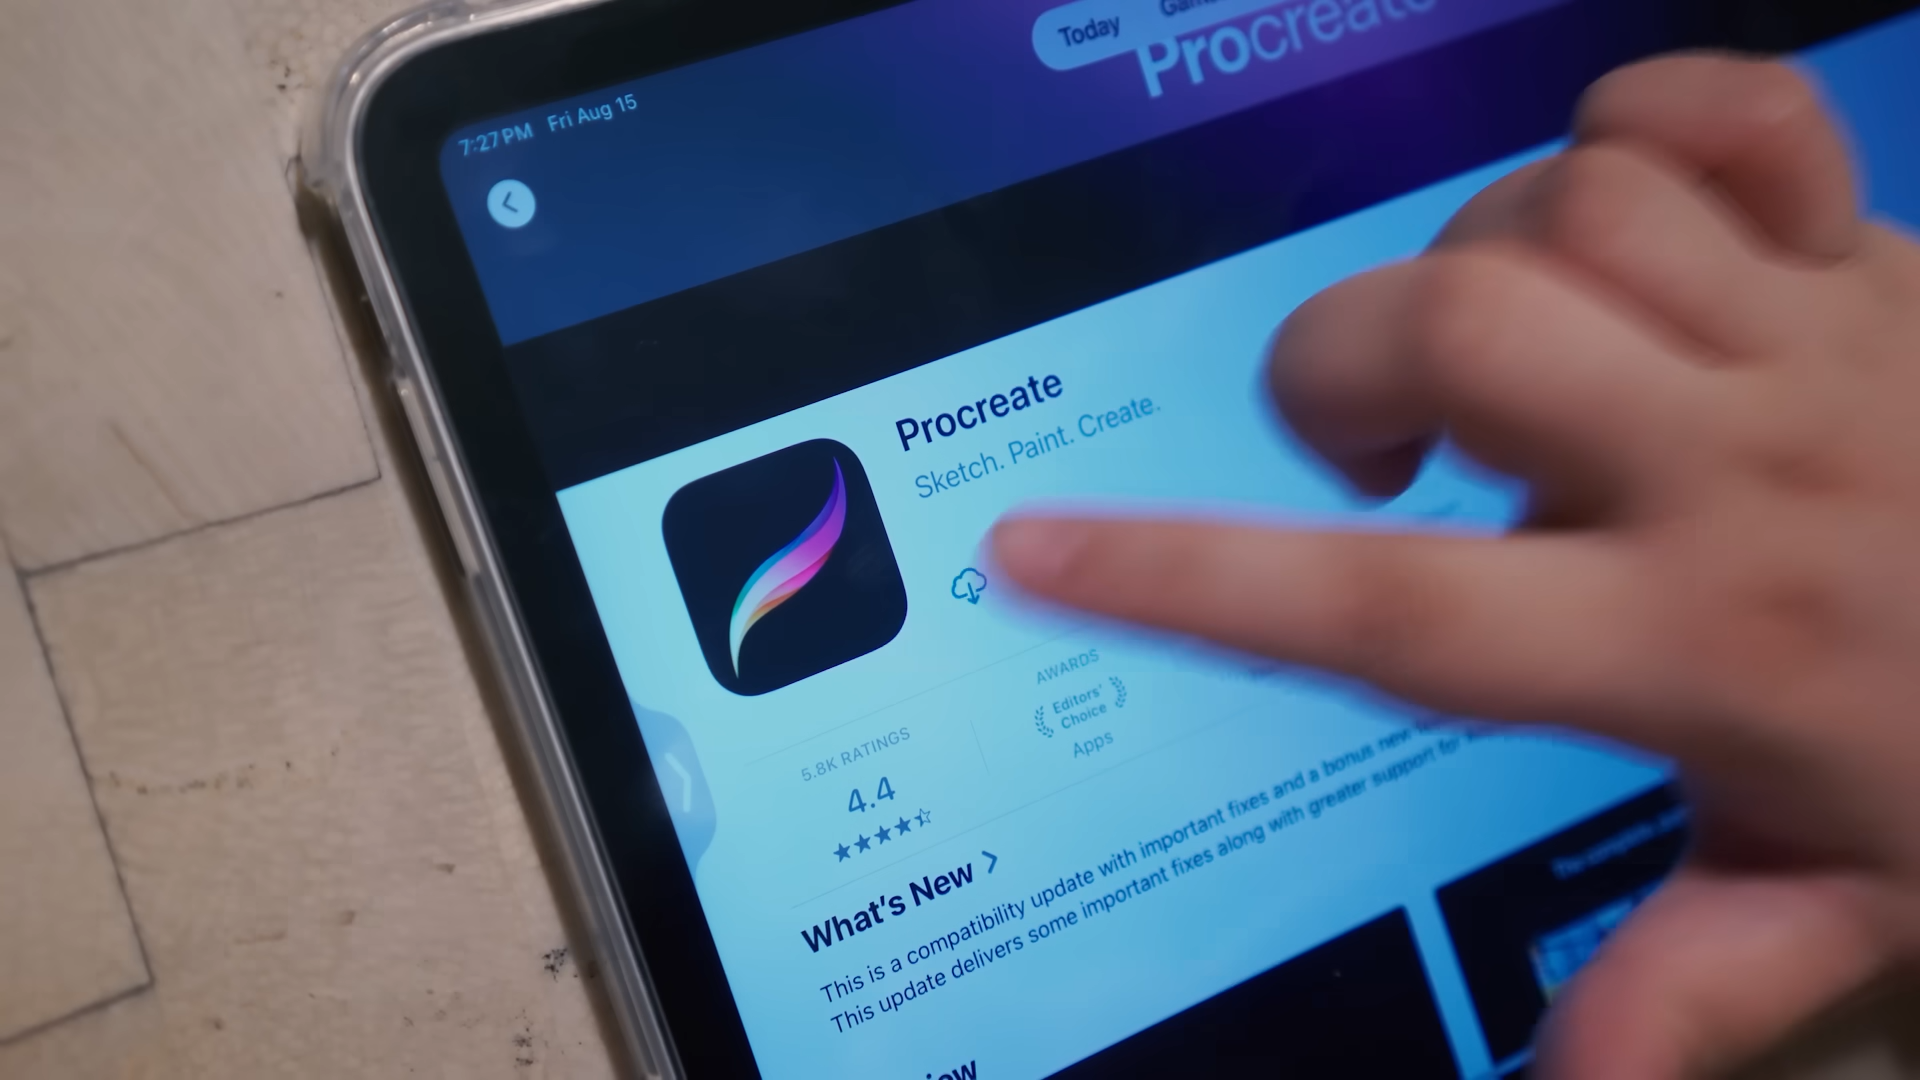 Today
Procreate
7:27 PM Fri Aug 15
Procreate
Sketch. Paint. Create.
AWARDS
Editors'
Choice
Apps
5.8K RATINGS
4.4
What's New
This is a compatibility update with important fixes and a bonus new
This update delivers some important fixes along with greater support for